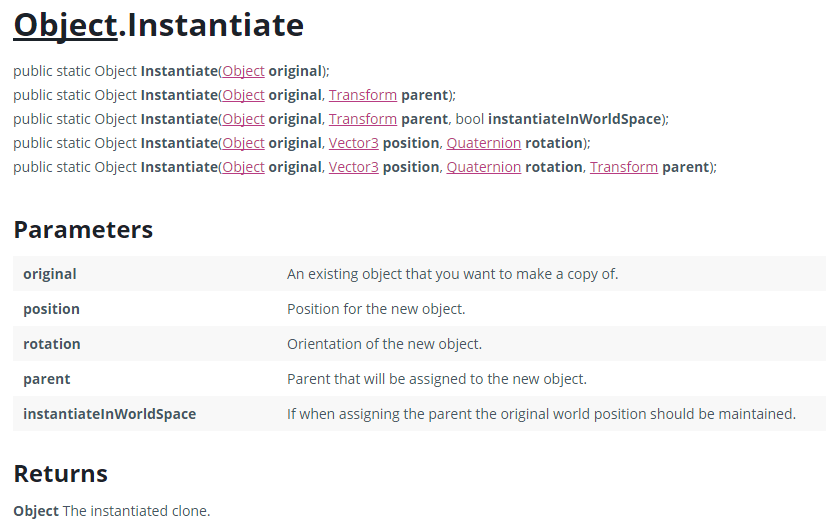 Object.Instantiate
public static Object Instantiate(Object original);
public static Object Instantiate(Object original, Transform parent);
public static Object Instantiate(Object original, Transform parent, bool instantiateInWorldSpace);
public static Object Instantiate(Object original, Vector3 position, Quaternion rotation);
public static Object Instantiate(Object original, Vector3 position, Quaternion rotation, Transform parent);
Parameters
original An existing object that you want to make a copy of.
position Position for the new object.
rotation Orientation of the new object.
parent Parent that will be assigned to the new object.
instantiateInWorldSpace If when assigning the parent the original world position should be maintained.
Returns
Object The instantiated clone.